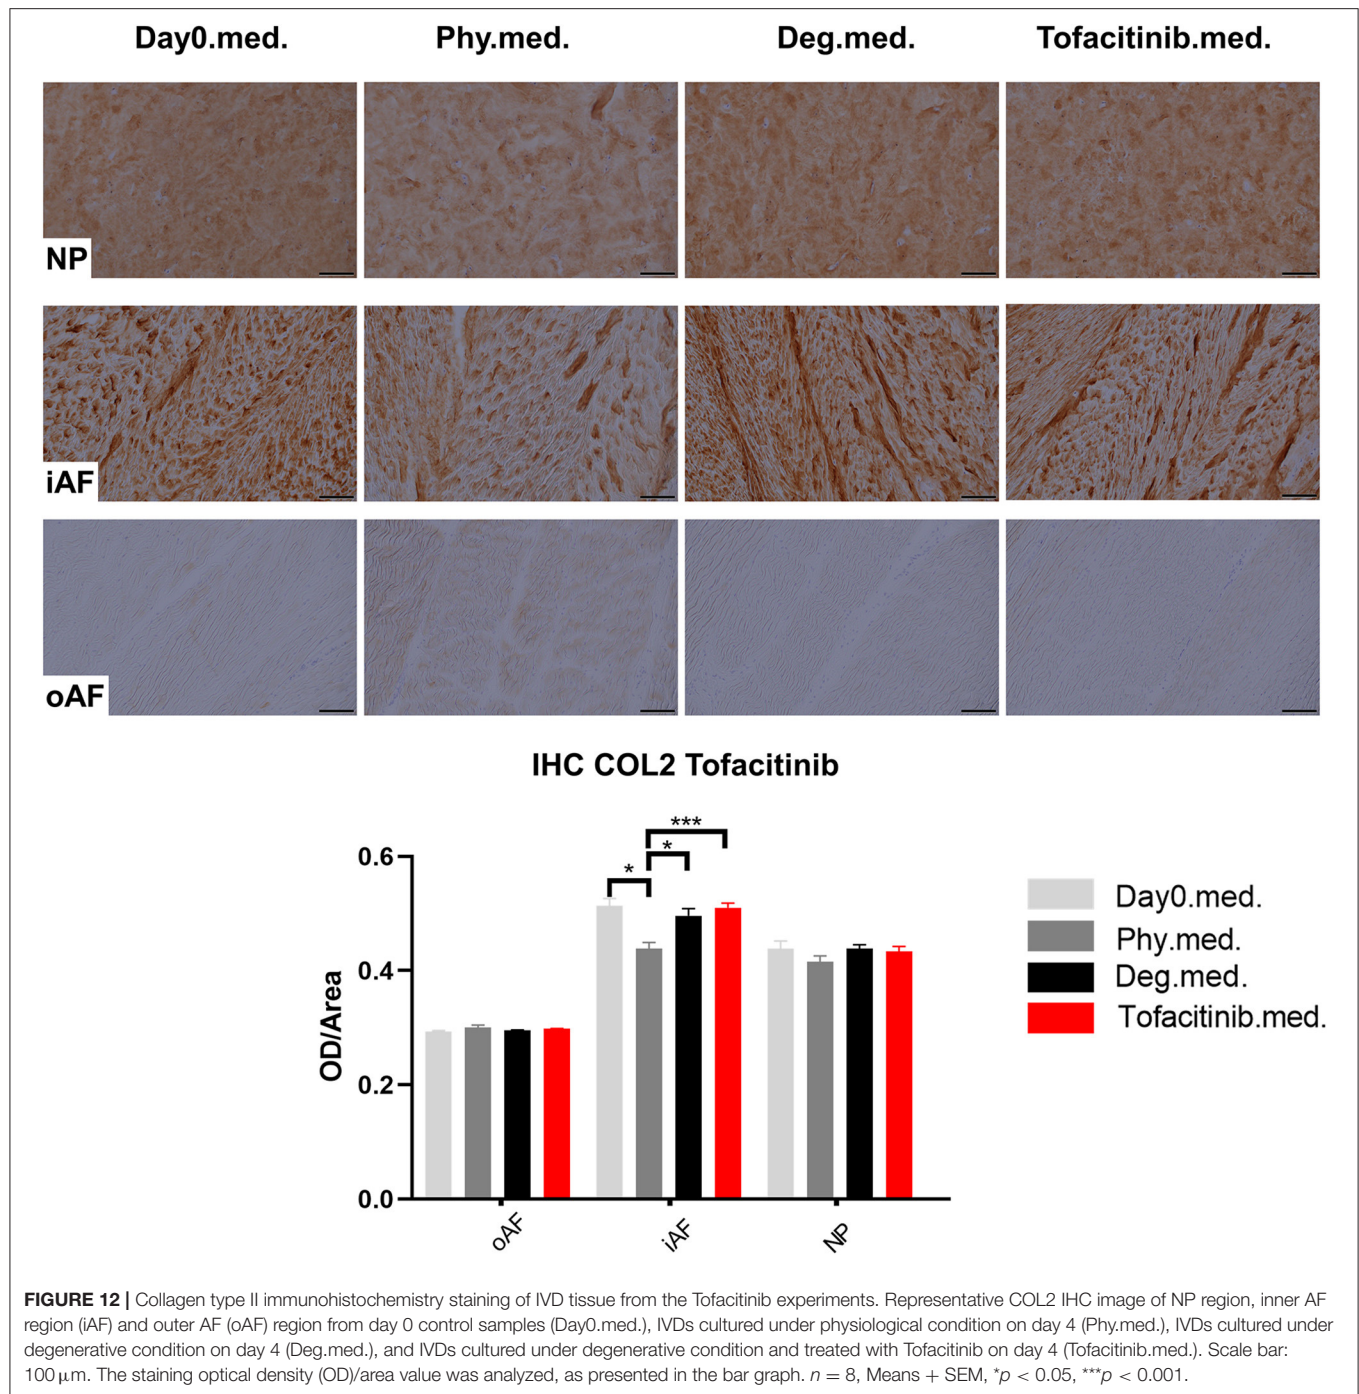 Day0.med. Phy.med. Deg.med. Tofacitinib.med.
NP
iAF
oAF
IHC COL2 Tofacitinib
***
*
*
0.6
0.4
0.2
0.0
OD/Area
oAF iAF NP
Day0.med.
Phy.med.
Deg.med.
Tofacitinib.med.
FIGURE 12 | Collagen type II immunohistochemistry staining of IVD tissue from the Tofacitinib experiments. Representative COL2 IHC image of NP region, inner AF
region (iAF) and outer AF (oAF) region from day 0 control samples (Day0.med.), IVDs cultured under physiological condition on day 4 (Phy.med.), IVDs cultured under
degenerative condition on day 4 (Deg.med.), and IVDs cultured under degenerative condition and treated with Tofacitinib on day 4 (Tofacitinib.med.). Scale bar:
100 μm. The staining optical density (OD)/area value was analyzed, as presented in the bar graph. n = 8, Means + SEM, *p < 0.05, ***p < 0.001.